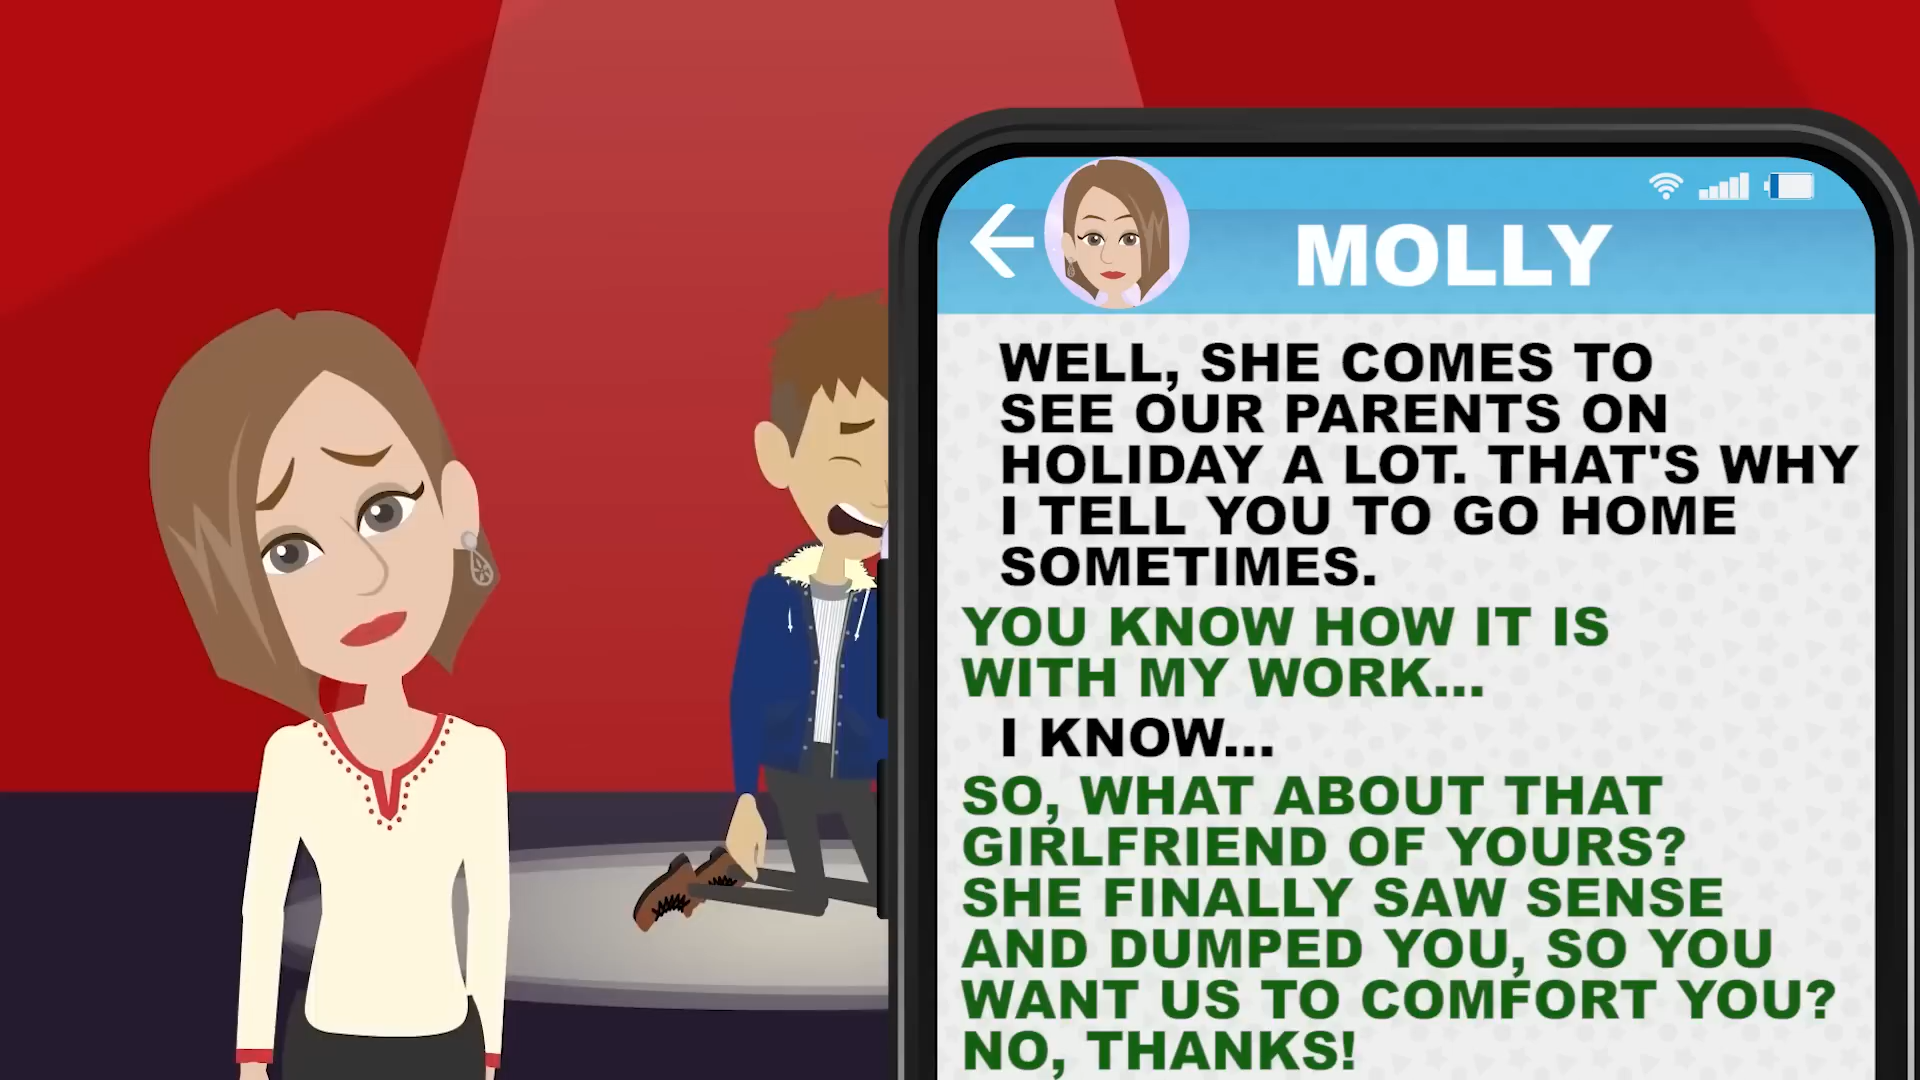 MOLLY
WELL, SHE COMES TO
SEE OUR PARENTS ON
HOLIDAY A LOT. THAT'S WHY
I TELL YOU TO GO HOME
SOMETIMES.
YOU KNOW HOW IT IS
WITH MY WORK...
I KNOW...
SO, WHAT ABOUT THAT
GIRLFRIEND OF YOURS?
SHE FINALLY SAW SENSE
AND DUMPED YOU, SO YOU
WANT US TO COMFORT YOU?
NO, THANKS!